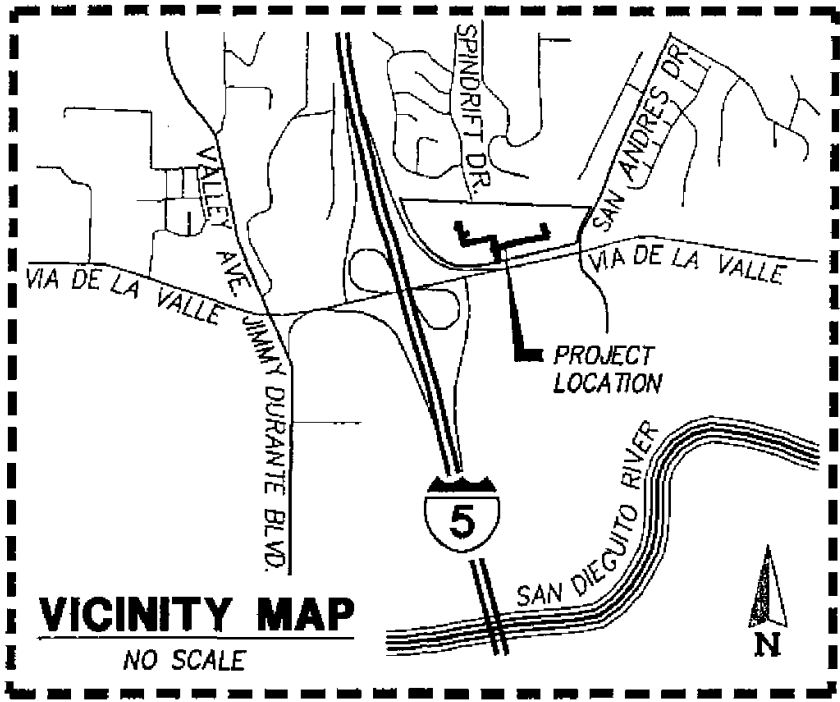 SPINDRIFT DR.
SAN ANDRES DR.
VALLEY AVE.
VIA DE LA VALLE
VIA DE LA VALLE
JIMMY DURANTE BLVD.
PROJECT
LOCATION
5
SAN DIEGUITO RIVER
VICINITY MAP
NO SCALE
N